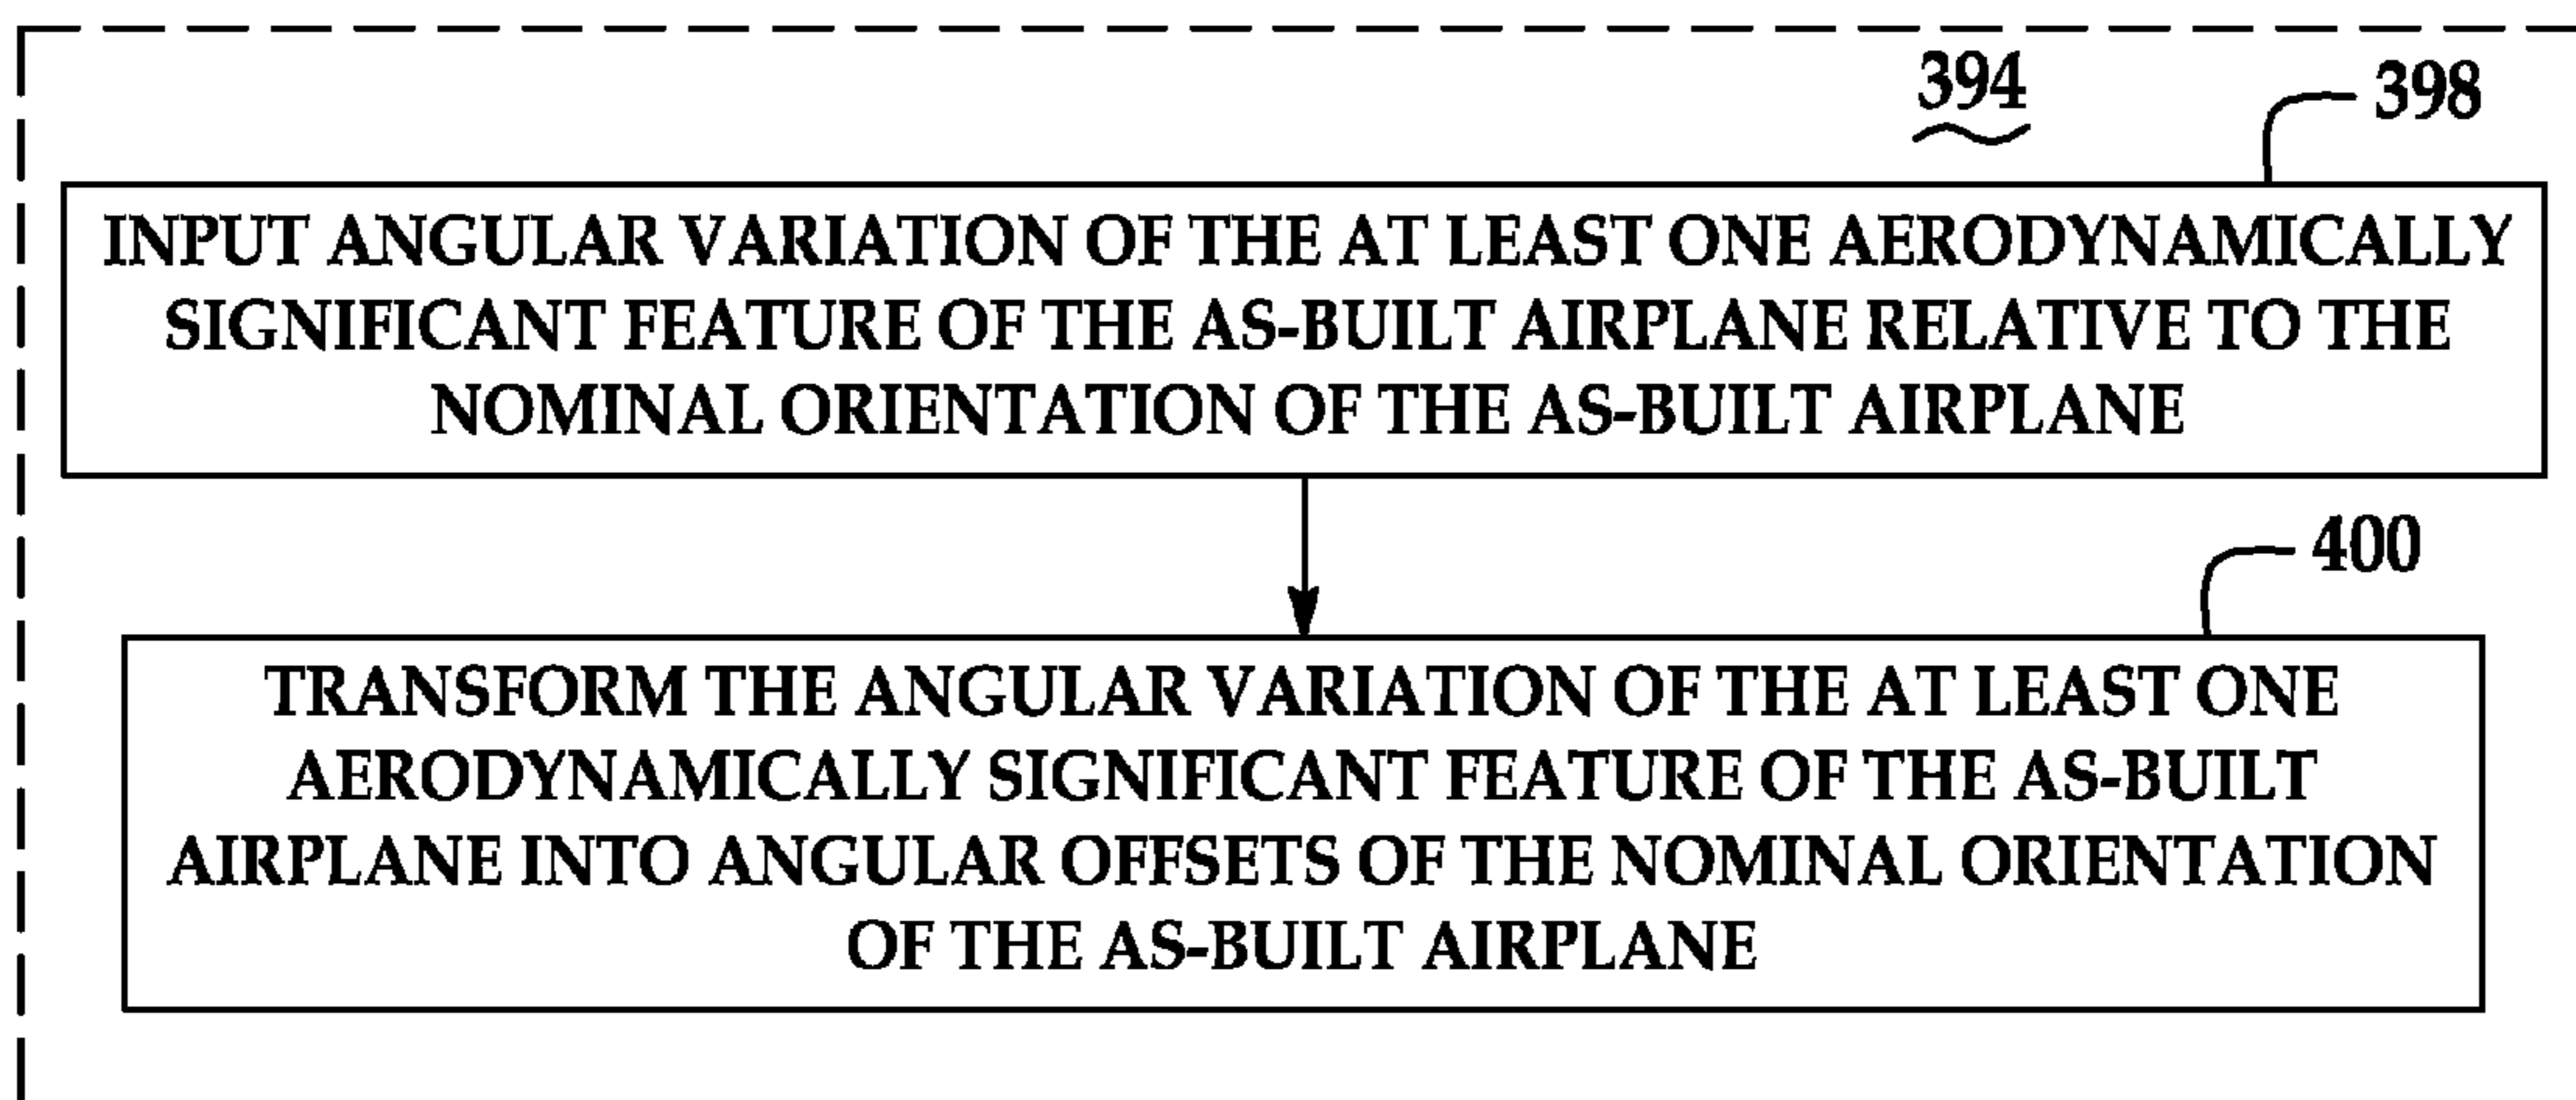 394
398
INPUT ANGULAR VARIATION OF THE AT LEAST ONE AERODYNAMICALLY
SIGNIFICANT FEATURE OF THE AS-BUILT AIRPLANE RELATIVE TO THE
NOMINAL ORIENTATION OF THE AS-BUILT AIRPLANE
400
TRANSFORM THE ANGULAR VARIATION OF THE AT LEAST ONE
AERODYNAMICALLY SIGNIFICANT FEATURE OF THE AS-BUILT
AIRPLANE INTO ANGULAR OFFSETS OF THE NOMINAL ORIENTATION
OF THE AS-BUILT AIRPLANE